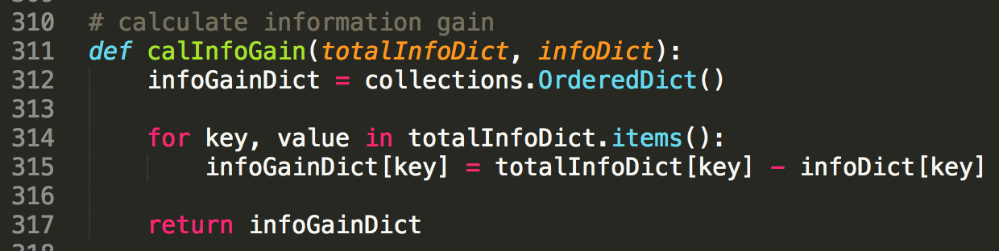 310 # calculate information gain
311 def calInfoGain(totalInfoDict, infoDict):
312     infoGainDict = collections.OrderedDict()
313
314     for key, value in totalInfoDict.items():
315         infoGainDict[key] = totalInfoDict[key] - infoDict[key]
316
317     return infoGainDict